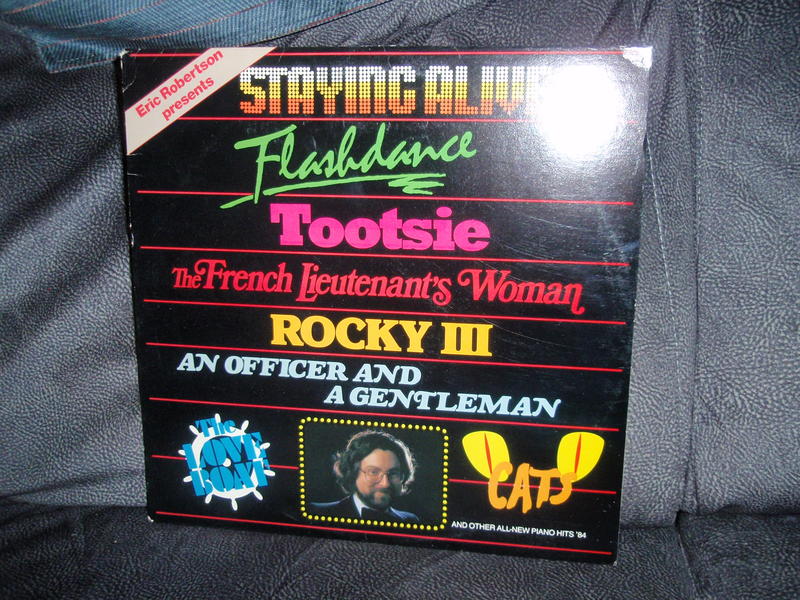 Eric Robertson
presents
STAYING ALIVE
Flashdance
Tootsie
The French Lieutenant's Woman
ROCKY III
AN OFFICER AND
A GENTLEMAN
The
LOVE
BOAT
CATS
AND OTHER ALL-NEW PIANO HITS '84